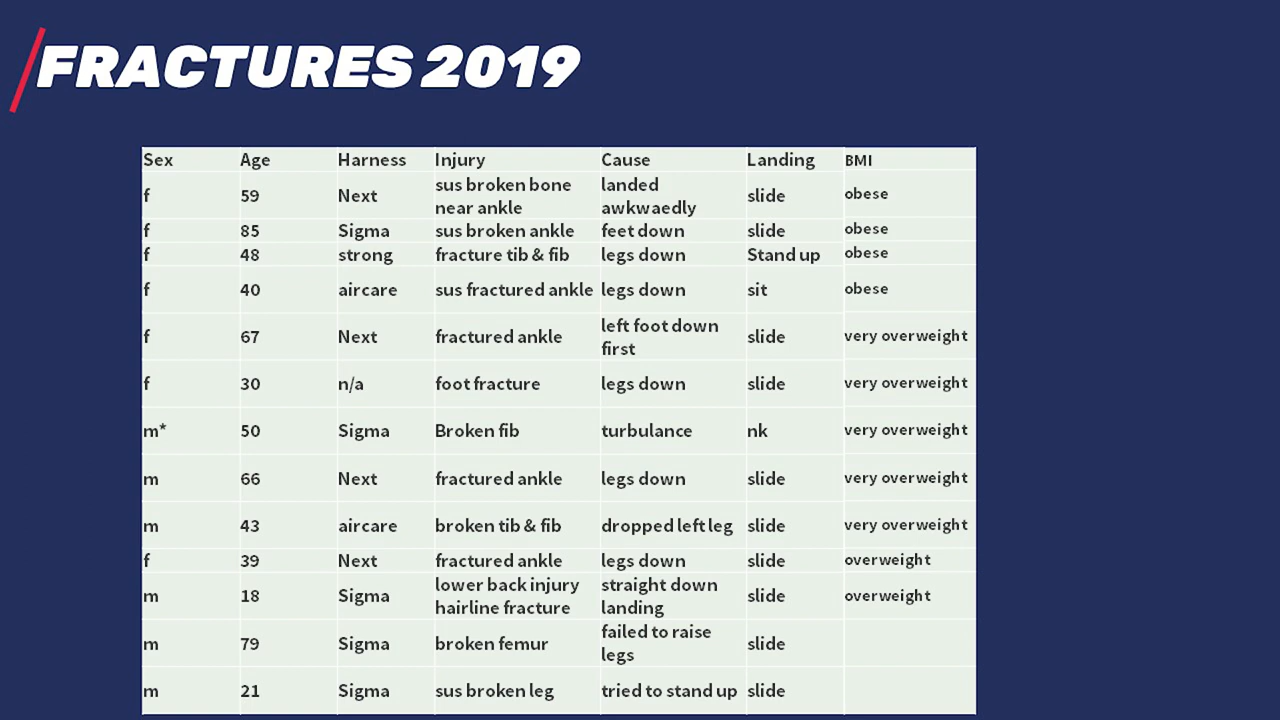 FRACTURES 2019
Sex Age Harness Injury Cause Landing BMI
f 59 Next sus broken bone near ankle landed awkwaedly slide obese
f 85 Sigma sus broken ankle feet down slide obese
f 48 strong fracture tib & fib legs down Stand up obese
f 40 aircare sus fractured ankle legs down sit obese
f 67 Next fractured ankle left foot down first slide very overweight
f 30 n/a foot fracture legs down slide very overweight
m* 50 Sigma Broken fib turbulance nk very overweight
m 66 Next fractured ankle legs down slide very overweight
m 43 aircare broken tib & fib dropped left leg slide very overweight
f 39 Next fractured ankle legs down slide overweight
m 18 Sigma lower back injury hairline fracture straight down landing slide overweight
m 79 Sigma broken femur failed to raise legs slide
m 21 Sigma sus broken leg tried to stand up slide